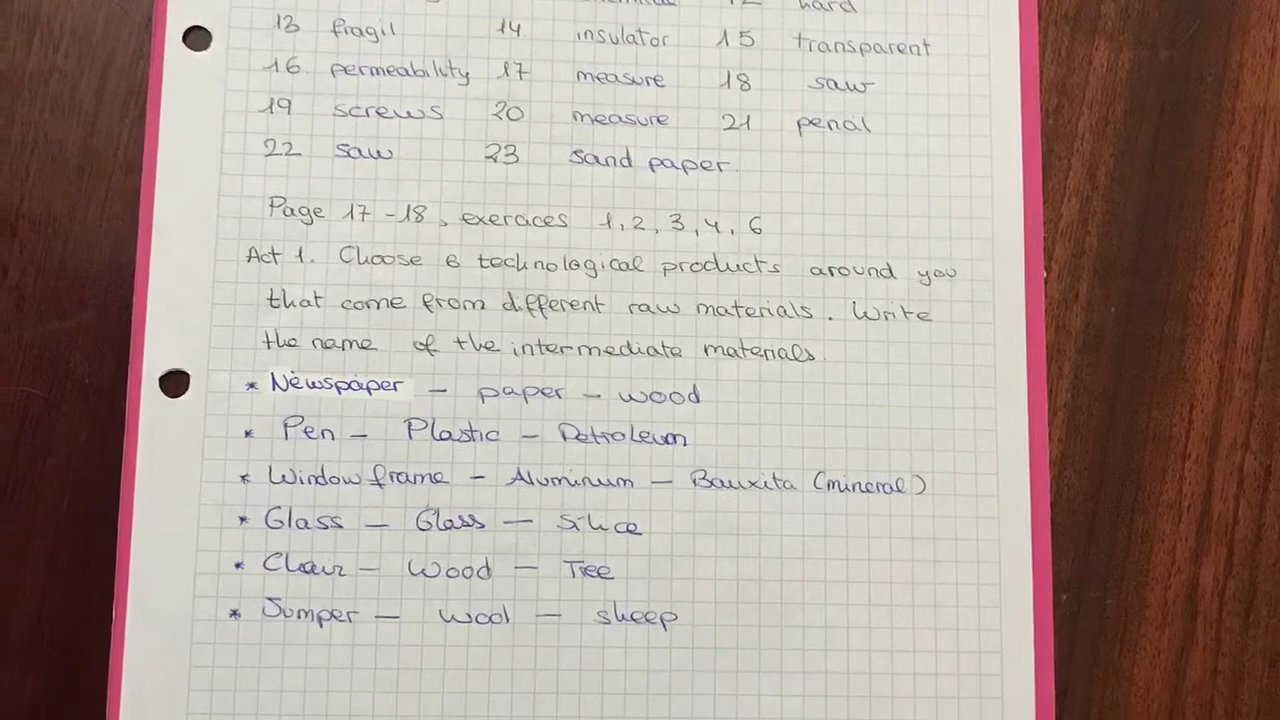 hard
13 fragil 14 insulator 15 transparent
16 permeability 17 measure 18 saw
19 screws 20 measure 21 penal
22 saw 23 sand paper.
Page 17-18, exercices 1, 2, 3, 4, 6
Act 1. Choose 6 technological products around you
that come from different raw materials. Write
the name of the intermediate materials.
* Newspaper - paper - wood
* Pen - Plastic - Petroleum
* Window frame - Aluminum - Bauxita (mineral)
* Glass - Glass - Silice
* Chair - Wood - Tree
* Jumper - Wool - sheep